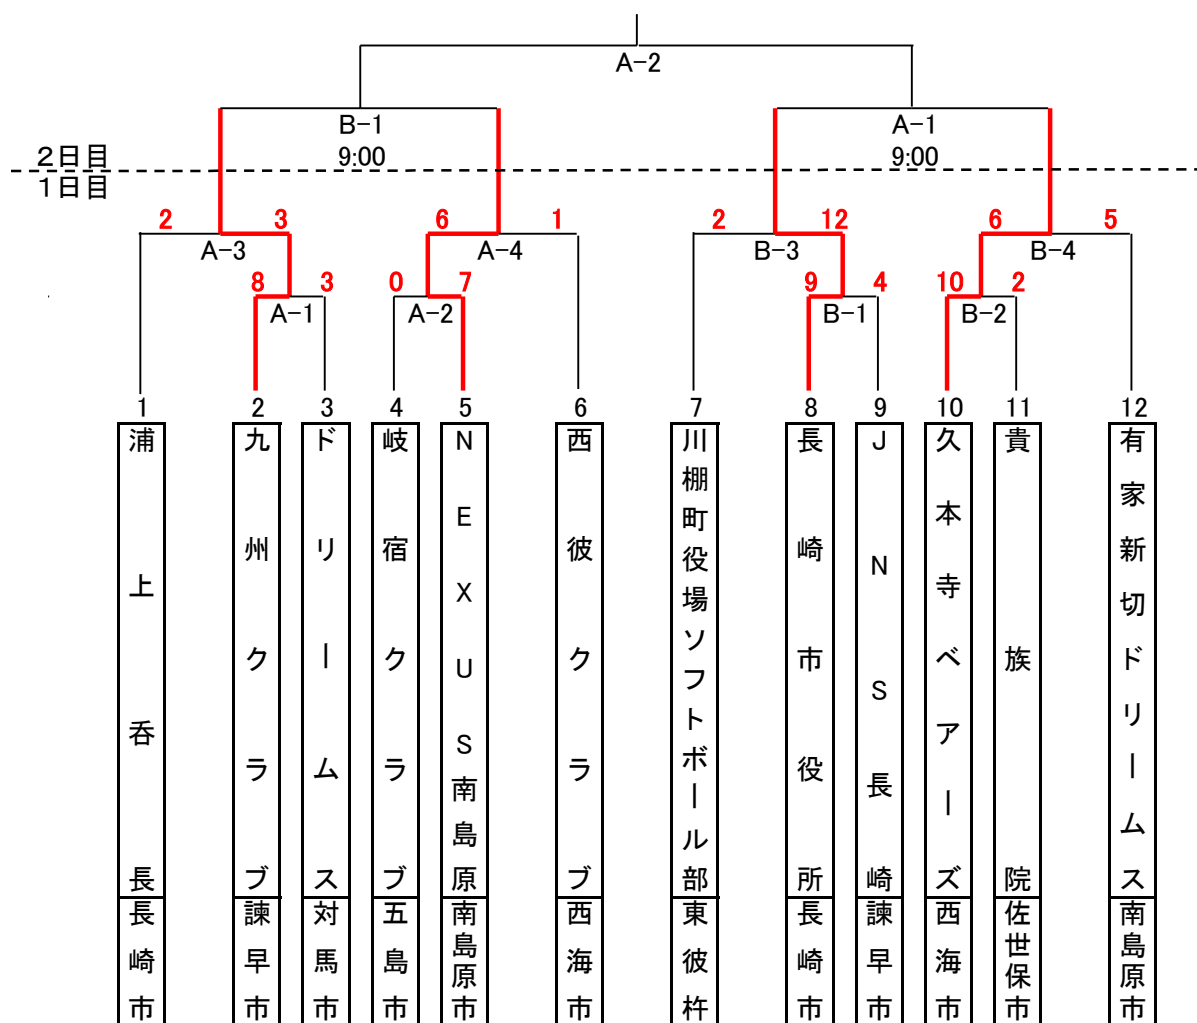 A-2
B-1
A-1
2日目
9:00
9:00
1日目
2
3
6
1
2
12
6
5
A-3
A-4
B-3
B-4
8
3
0
7
9
4
10
2
A-1
A-2
B-1
B-2
1
2
3
4
5
6
7
8
9
10
11
12
浦上呑長
九州クラブ
ドリームス
岐宿クラブ
NEXUS南島原
西彼クラブ
川棚町役場ソフトボール部
長崎市役所
JNS長崎
久本寺ベアーズ
貴族院
有家新切ドリームス
長崎市
諫早市
対馬市
五島市
南島原市
西海市
東彼杵
長崎市
諫早市
西海市
佐世保市
南島原市